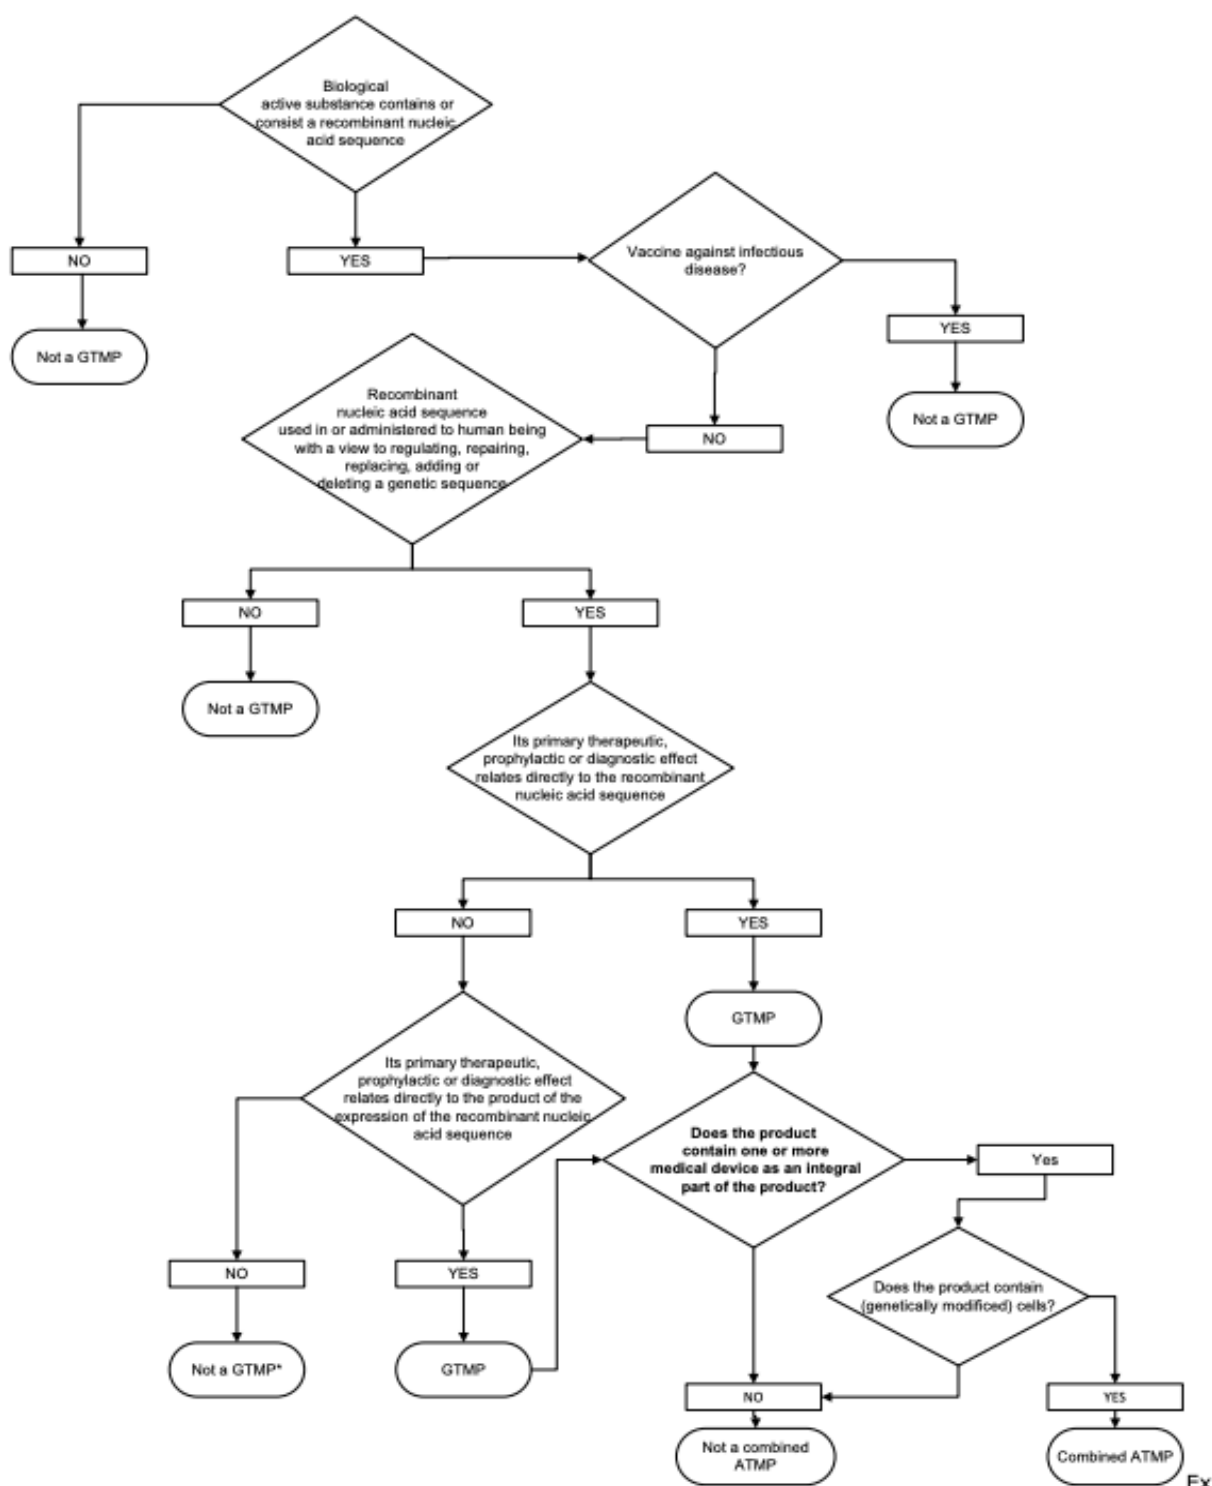 Biological
active substance contains or
consist a recombinant nucleic
acid sequence
NO
YES
Vaccine against infectious
disease?
YES
Not a GTMP
Not a GTMP
Recombinant
nucleic acid sequence
used in or administered to human being
with a view to regulating, repairing,
replacing, adding or
deleting a genetic sequence
NO
NO
YES
Not a GTMP
Its primary therapeutic,
prophylactic or diagnostic effect
relates directly to the recombinant
nucleic acid sequence
NO
YES
GTMP
Its primary therapeutic,
prophylactic or diagnostic effect
relates directly to the product of the
expression of the recombinant nucleic
acid sequence
Does the product
contain one or more
medical device as an integral
part of the product?
Yes
NO
YES
Does the product contain
(genetically modificed) cells?
Not a GTMP*
GTMP
NO
YES
Not a combined
ATMP
Combined ATMP
Ex